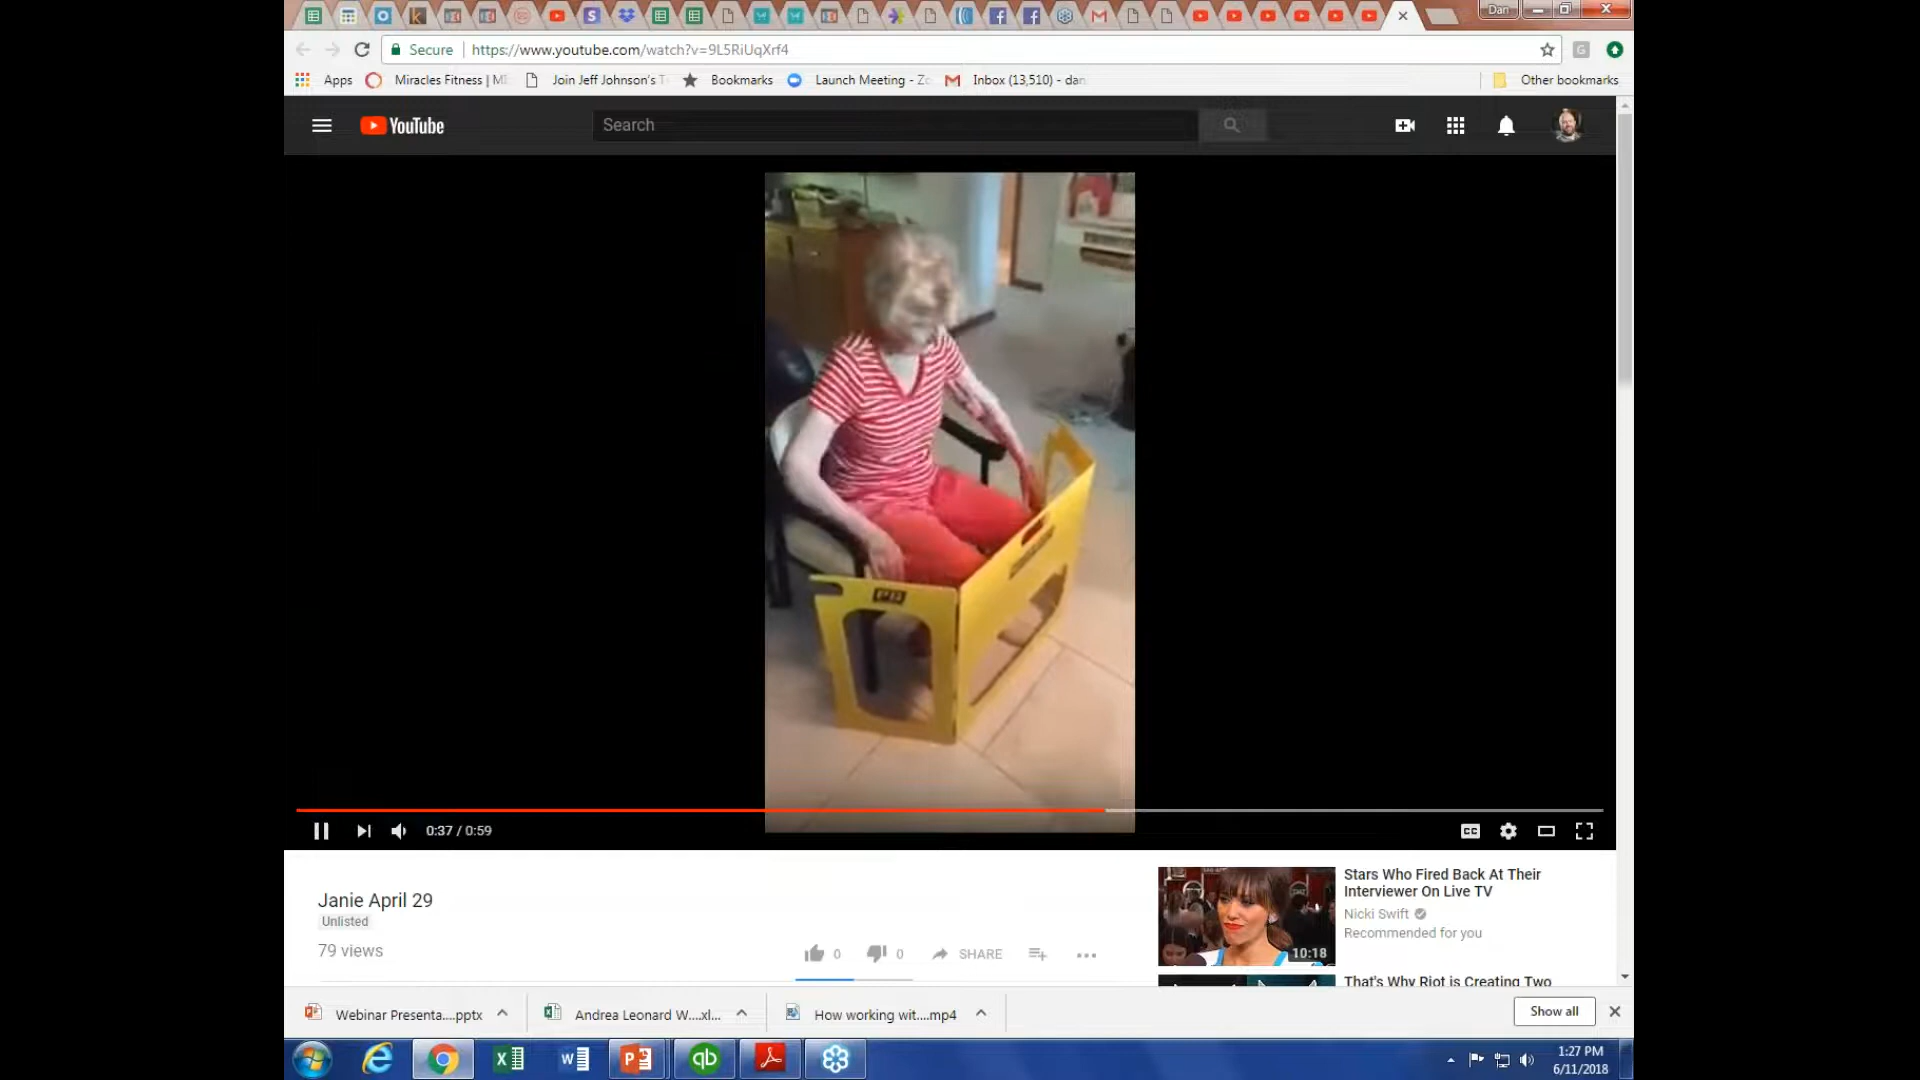 Dan
Secure | https://www.youtube.com/watch?v=9L5RiUqXrf4
Apps
Miracles Fitness | M
Join Jeff Johnson's T
Bookmarks
Launch Meeting - Zo
Inbox (13,510) - dan
Other bookmarks
YouTube
Search
0:37 / 0:59
CC
Janie April 29
Unlisted
79 views
0
0
SHARE
10:18
Stars Who Fired Back At Their
Interviewer On Live TV
Nicki Swift
Recommended for you
That's Why Riot is Creating Two
Webinar Presenta....pptx
Andrea Leonard W....xl...
How working wit....mp4
Show all
1:27 PM
6/11/2018